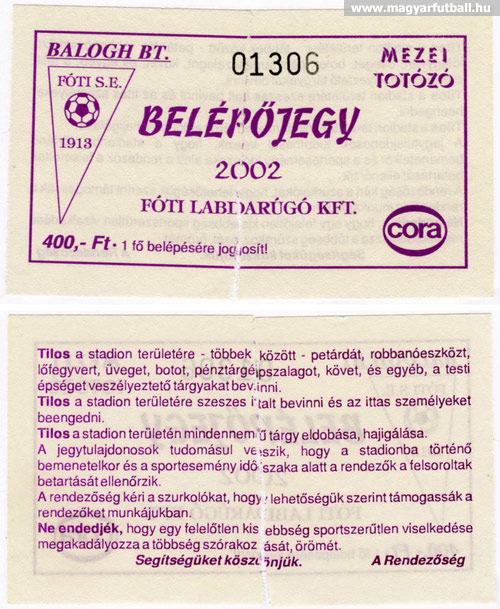 www.magyarfutball.hu
BALOGH BT.
01306
MEZEI
TOTÓZÓ
FÓTI S.E.
1913
BELÉPŐJEGY
2002
FÓTI LABDARÚGÓ KFT.
400,- Ft - 1 fő belépésére jogosít!
cora
Tilos a stadion területére - többek között - petárdát, robbanóeszközt,
lőfegyvert, üveget, botot, pénztárgépszalagot, követ, és egyéb, a testi
épséget veszélyeztető tárgyakat bevinni.
Tilos a stadion területére szeszes italt bevinni és az ittas személyeket
beengedni.
Tilos a stadion területén mindennemű tárgy eldobása, hajigálása.
A jegytulajdonosok tudomásul veszik, hogy a stadionba történő
bemenetelkor és a sportesemény időszaka alatt a rendezők a felsoroltak
betartását ellenőrzik.
A rendezőség kéri a szurkolókat, hogy lehetőségük szerint támogassák a
rendezőket munkájukban.
Ne endedjék, hogy egy felelőtlen kisebbség sportszerűtlen viselkedése
megakadályozza a többség szórakozását, örömét.
Segítségüket köszönjük. A Rendezőség